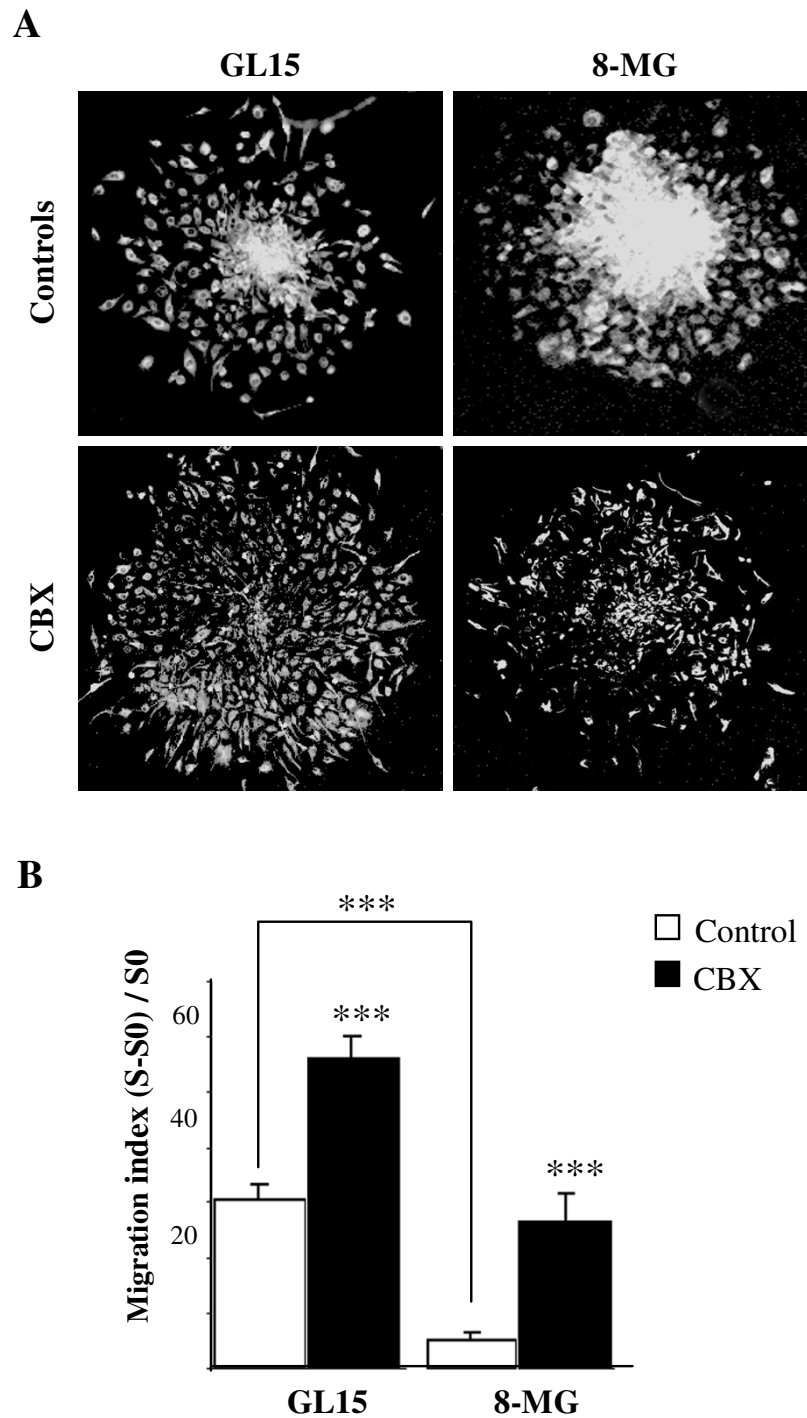 A
GL15 8-MG
Controls
CBX
B
***
Control
CBX
Migration index (S-S0) / S0
60
40
20
***
***
GL15 8-MG